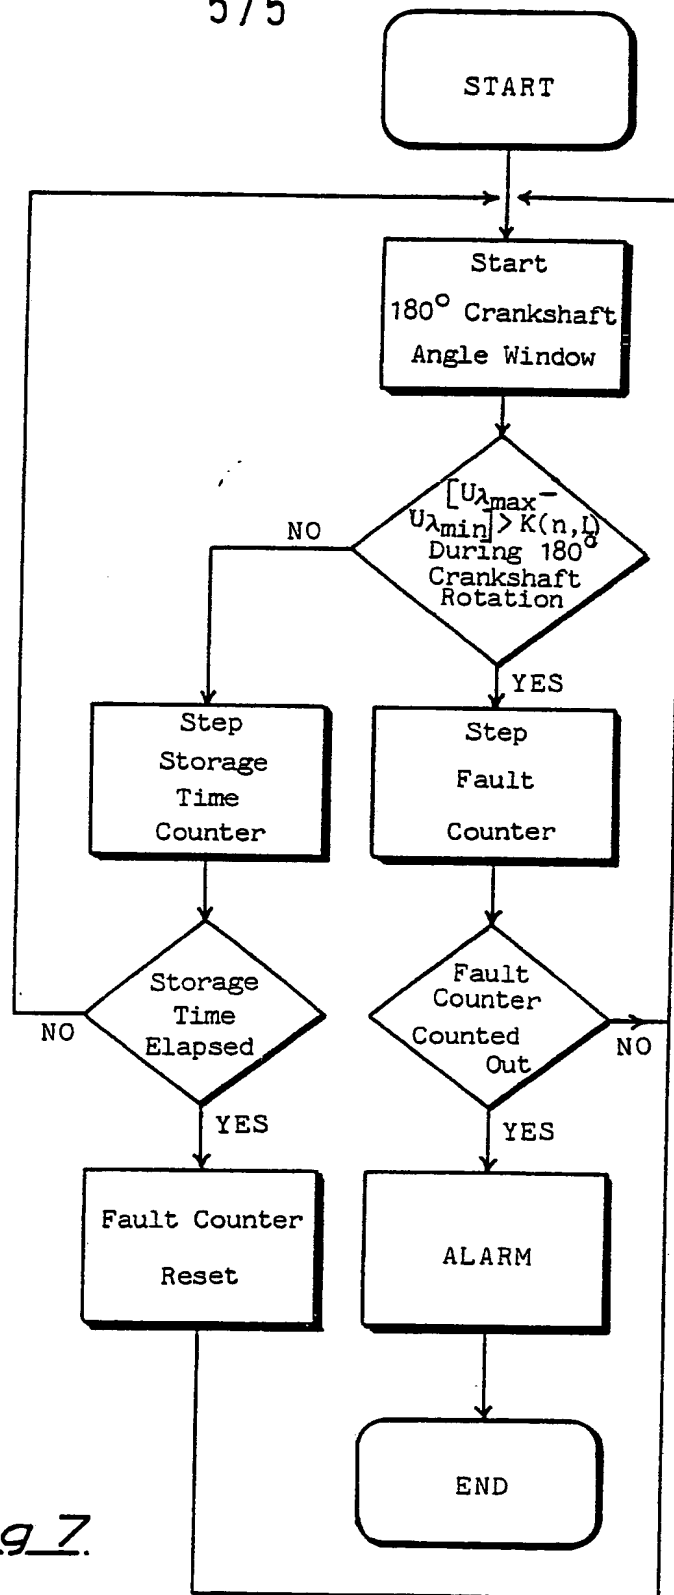 5/5
START
Start
180° Crankshaft
Angle Window
[Uλmax-
Uλmin]>K(n,L)
During 180°
Crankshaft
Rotation
NO
YES
Step
Storage
Time
Counter
Step
Fault
Counter
Storage
Time
Elapsed
NO
Fault
Counter
Counted
Out
NO
YES
YES
Fault Counter
Reset
ALARM
END
g 7.